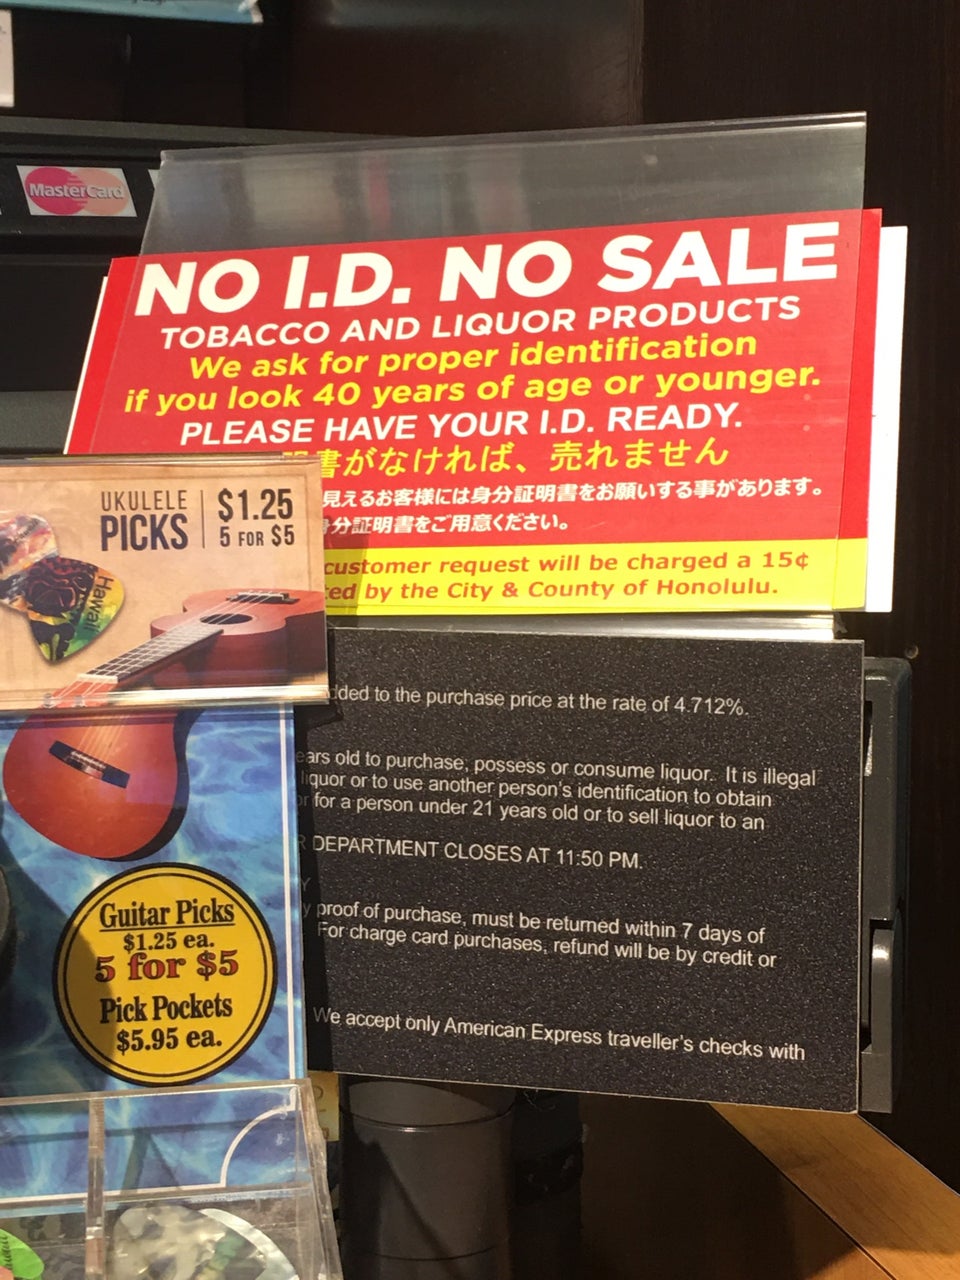 MasterCard
NO I.D. NO SALE
TOBACCO AND LIQUOR PRODUCTS
We ask for proper identification
if you look 40 years of age or younger.
PLEASE HAVE YOUR I.D. READY.
明書がなければ、売れません
見えるお客様には身分証明書をお願いする事があります。
身分証明書をご用意ください。
customer request will be charged a 15¢
ted by the City & County of Honolulu.
UKULELE
PICKS
$1.25
5 FOR $5
Hawaii
dded to the purchase price at the rate of 4.712%.
ears old to purchase, possess or consume liquor. It is illegal
liquor or to use another person's identification to obtain
or for a person under 21 years old or to sell liquor to an
R DEPARTMENT CLOSES AT 11:50 PM.
Y
y proof of purchase, must be returned within 7 days of
For charge card purchases, refund will be by credit or
We accept only American Express traveller's checks with
Guitar Picks
$1.25 ea.
5 for $5
Pick Pockets
$5.95 ea.